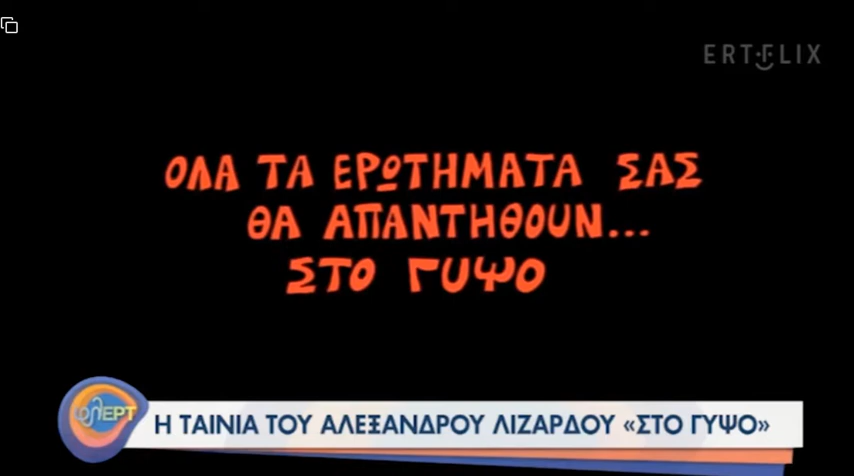 ERTFLIX
ΟΛΑ ΤΑ ΕΡΩΤΗΜΑΤΑ ΣΑΣ
ΘΑ ΑΠΑΝΤΗΘΟΥΝ...
ΣΤΟ ΓΥΨΟ
φλΕΡΤ
Η ΤΑΙΝΙΑ ΤΟΥ ΑΛΕΞΑΝΔΡΟΥ ΛΙΖΑΡΔΟΥ «ΣΤΟ ΓΥΨΟ»